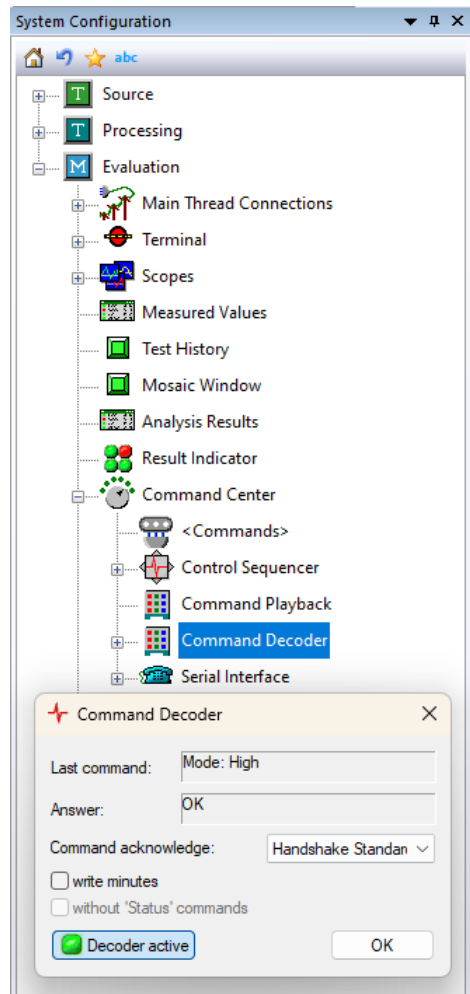 System Configuration
abc
T Source
T Processing
M Evaluation
Main Thread Connections
Terminal
Scopes
Measured Values
Test History
Mosaic Window
Analysis Results
Result Indicator
Command Center
<Commands>
Control Sequencer
Command Playback
Command Decoder
Serial Interface
Command Decoder
Last command: Mode: High
Answer: OK
Command acknowledge: Handshake Standar
write minutes
without 'Status' commands
Decoder active OK